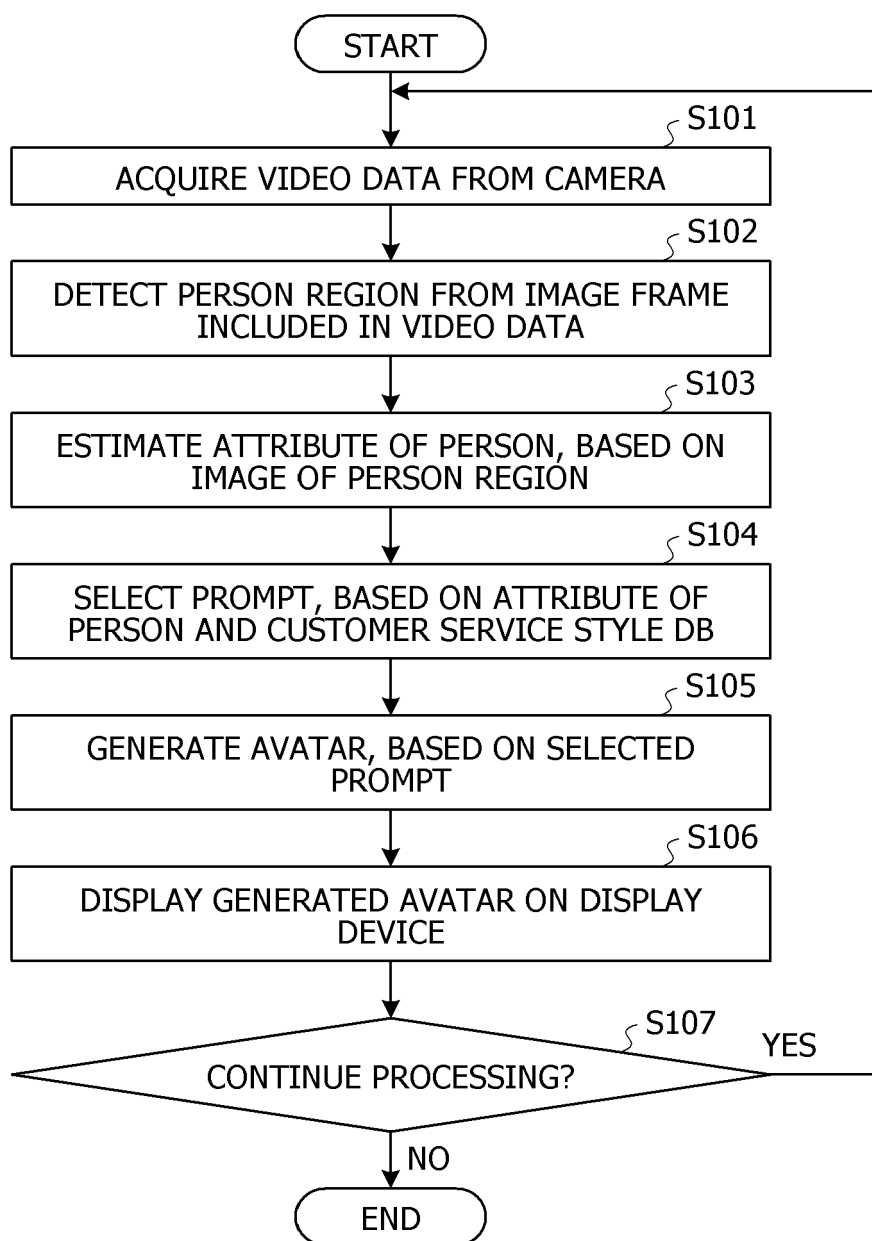 START
S101
ACQUIRE VIDEO DATA FROM CAMERA
S102
DETECT PERSON REGION FROM IMAGE FRAME
INCLUDED IN VIDEO DATA
S103
ESTIMATE ATTRIBUTE OF PERSON, BASED ON
IMAGE OF PERSON REGION
S104
SELECT PROMPT, BASED ON ATTRIBUTE OF
PERSON AND CUSTOMER SERVICE STYLE DB
S105
GENERATE AVATAR, BASED ON SELECTED
PROMPT
S106
DISPLAY GENERATED AVATAR ON DISPLAY
DEVICE
S107
YES
CONTINUE PROCESSING?
NO
END